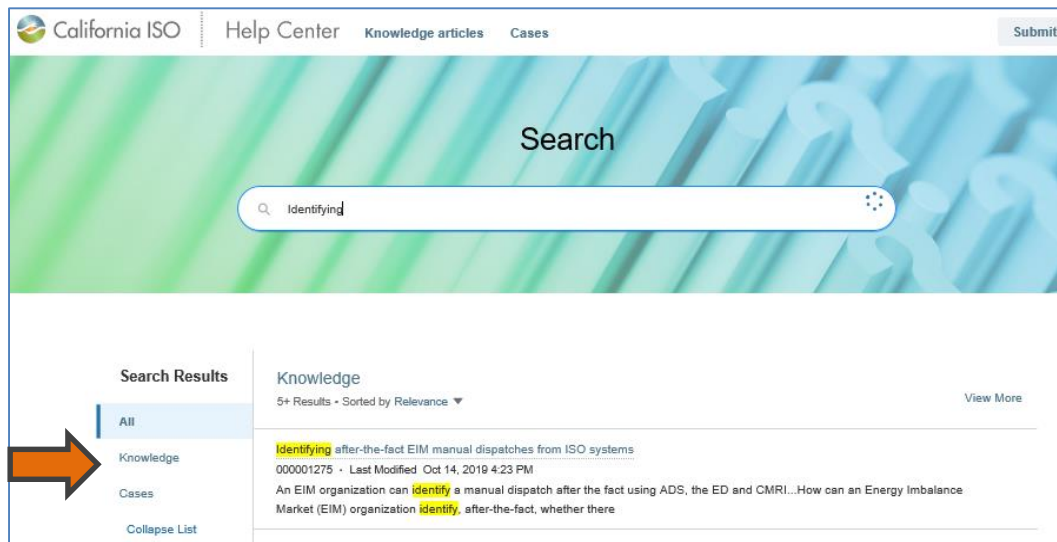 California ISO Help Center Knowledge articles Cases Submit
Search
Identifying
Search Results
All
Knowledge
Cases
Collapse List
Knowledge
5+ Results • Sorted by Relevance ▼ View More
Identifying after-the-fact EIM manual dispatches from ISO systems
000001275 • Last Modified Oct 14, 2019 4:23 PM
An EIM organization can identify a manual dispatch after the fact using ADS, the ED and CMRI...How can an Energy Imbalance
Market (EIM) organization identify, after-the-fact, whether there